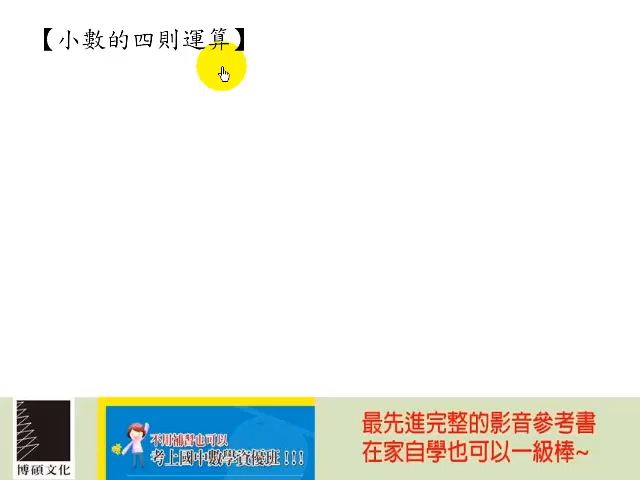 【小數的四則運算】
博碩文化
不用補習也可以
考上國中數學資優班!!!
最先進完整的影音參考書
在家自學也可以一級棒~